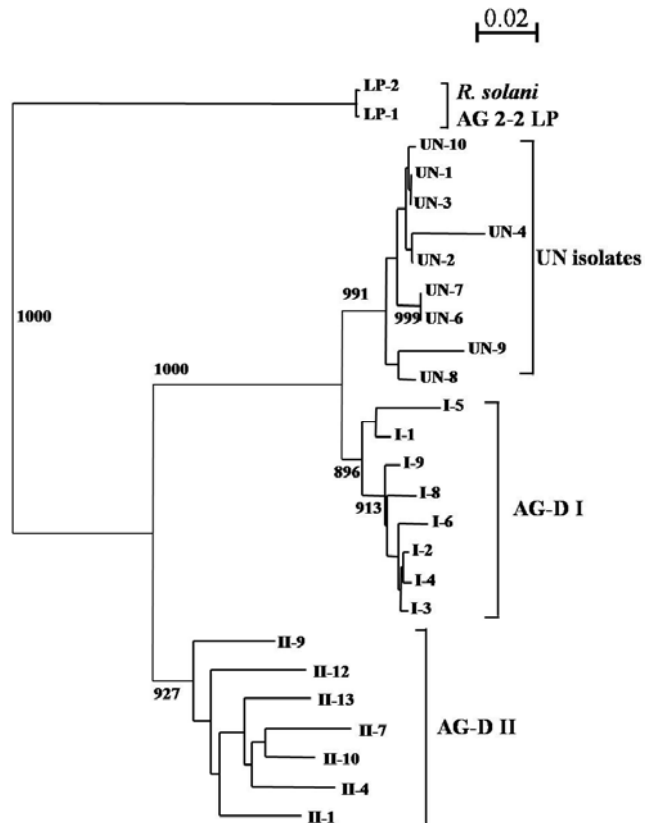 0.02
LP-2
LP-1
R. solani
AG 2-2 LP
UN-10
UN-1
UN-3
UN-4
UN-2
UN isolates
991
UN-7
999
UN-6
1000
UN-9
1000
UN-8
I-5
I-1
896
I-9
I-8
913
AG-D I
I-6
I-2
I-4
I-3
II-9
II-12
927
II-13
II-7
AG-D II
II-10
II-4
II-1